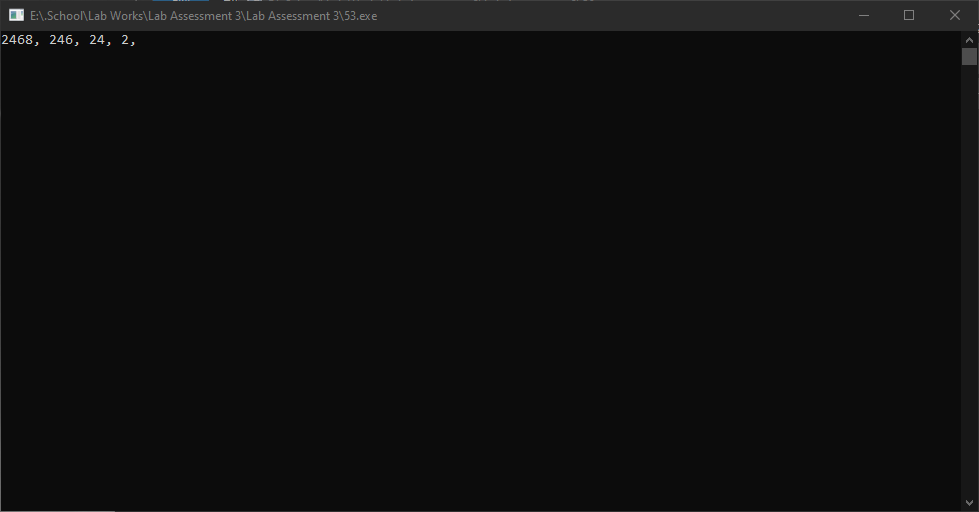 E:\.School\Lab Works\Lab Assessment 3\Lab Assessment 3\53.exe
2468, 246, 24, 2,